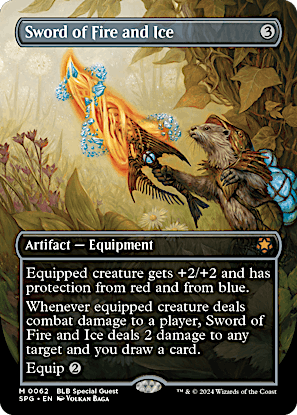 Sword of Fire and Ice 3
Artifact — Equipment
Equipped creature gets +2/+2 and has
protection from red and from blue.
Whenever equipped creature deals
combat damage to a player, Sword of
Fire and Ice deals 2 damage to any
target and you draw a card.
Equip 2
M 0062 BLB Special Guest
SPG • EN Volkan Baga ™ & © 2024 Wizards of the Coast